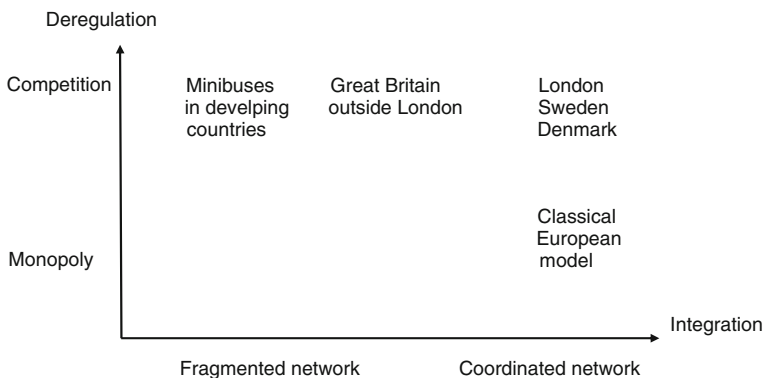 Deregulation
Competition
Minibuses
in develping
countries
Great Britain
outside London
London
Sweden
Denmark
Classical
European
model
Monopoly
Integration
Fragmented network
Coordinated network